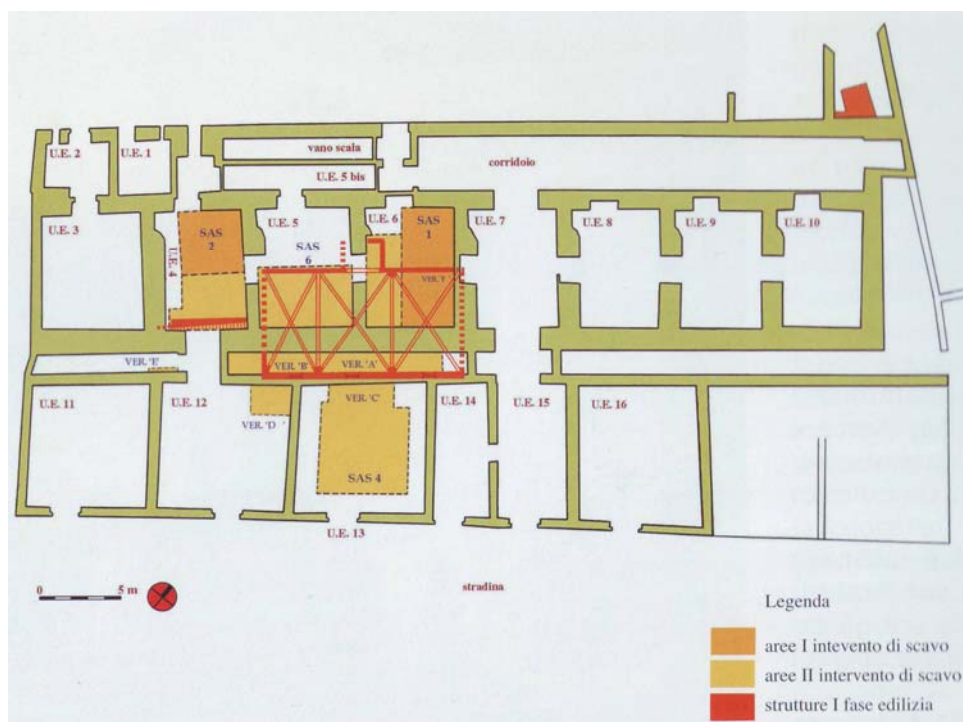 U.E. 2
U.E. 1
vano scala
U.E. 5 bis
corridoio
U.E. 3
U.E. 4
SAS
2
U.E. 5
SAS
6
U.E. 6
SAS
1
U.E. 7
U.E. 8
U.E. 9
U.E. 10
VER. 'E'
VER. 'B'
VER. 'A'
U.E. 11
U.E. 12
VER. 'D '
VER. 'C'
SAS 4
U.E. 13
U.E. 14
U.E. 15
U.E. 16
0
5 m
stradina
Legenda
aree I intevento di scavo
aree II intervento di scavo
strutture I fase edilizia